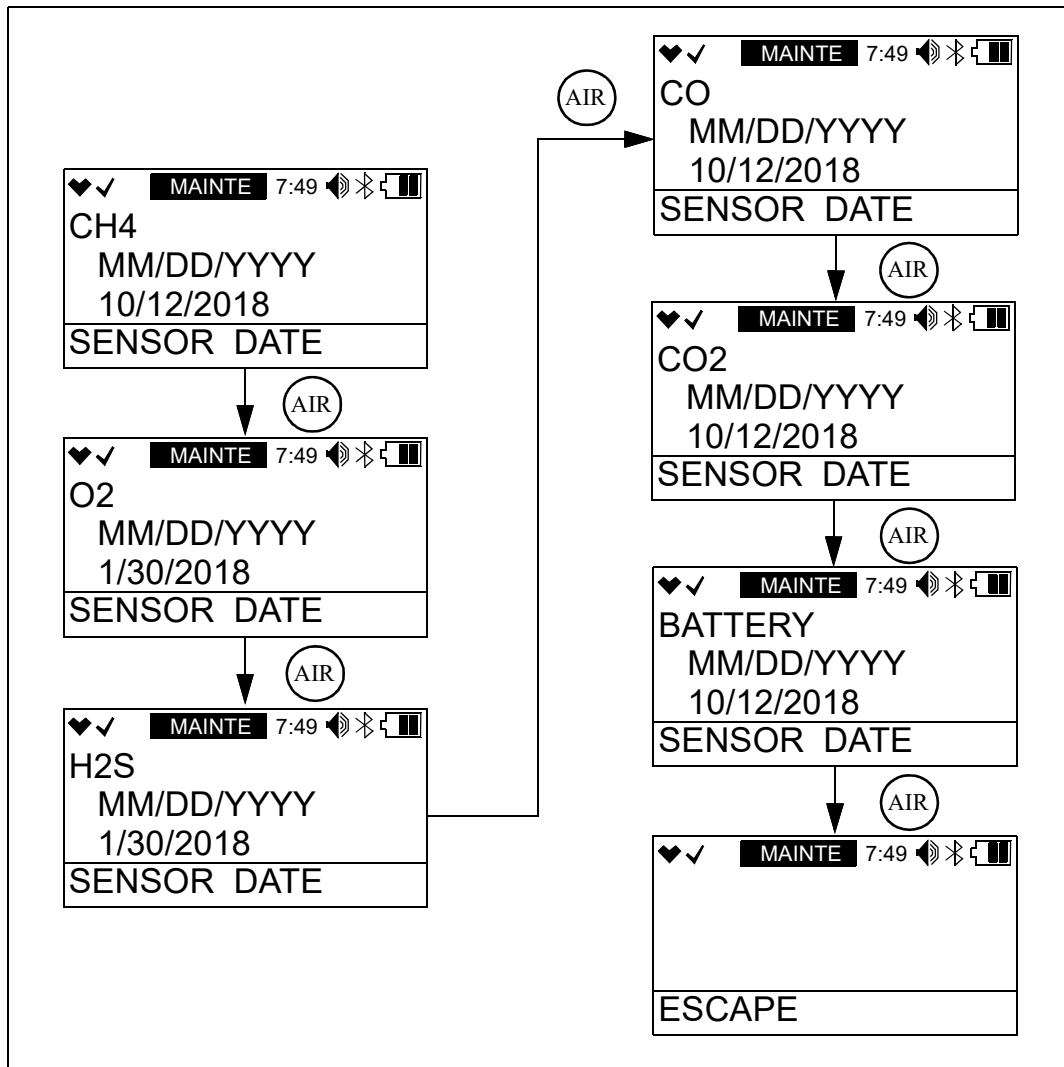 MAINTE 7:49
CH4
MM/DD/YYYY
10/12/2018
SENSOR DATE
AIR
MAINTE 7:49
O2
MM/DD/YYYY
1/30/2018
SENSOR DATE
AIR
MAINTE 7:49
H2S
MM/DD/YYYY
1/30/2018
SENSOR DATE
AIR
MAINTE 7:49
CO
MM/DD/YYYY
10/12/2018
SENSOR DATE
AIR
MAINTE 7:49
CO2
MM/DD/YYYY
10/12/2018
SENSOR DATE
AIR
MAINTE 7:49
BATTERY
MM/DD/YYYY
10/12/2018
SENSOR DATE
AIR
MAINTE 7:49
ESCAPE